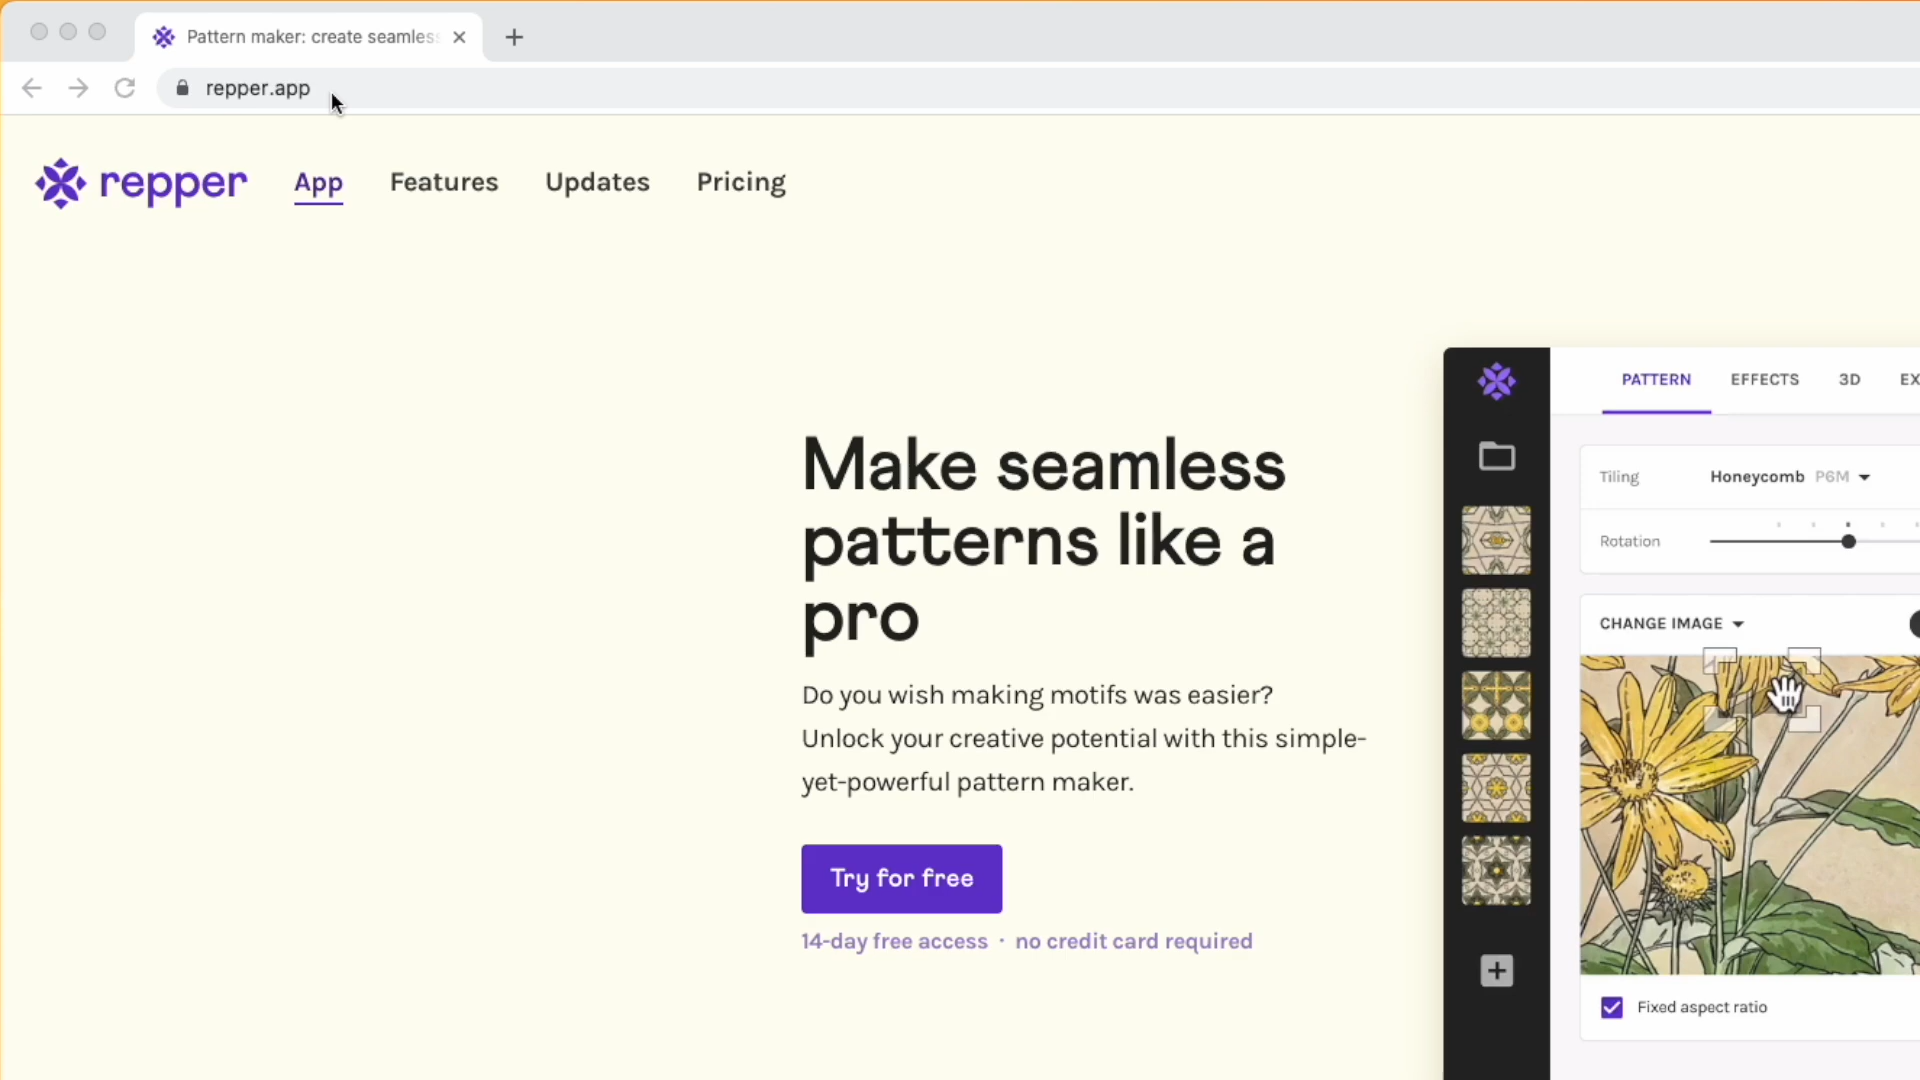 Pattern maker: create seamless
repper.app
repper App Features Updates Pricing
PATTERN EFFECTS 3D
Make seamless
patterns like a
pro
Tiling Honeycomb P6M
Rotation
CHANGE IMAGE
Do you wish making motifs was easier?
Unlock your creative potential with this simple-
yet-powerful pattern maker.
Try for free
14-day free access · no credit card required
Fixed aspect ratio